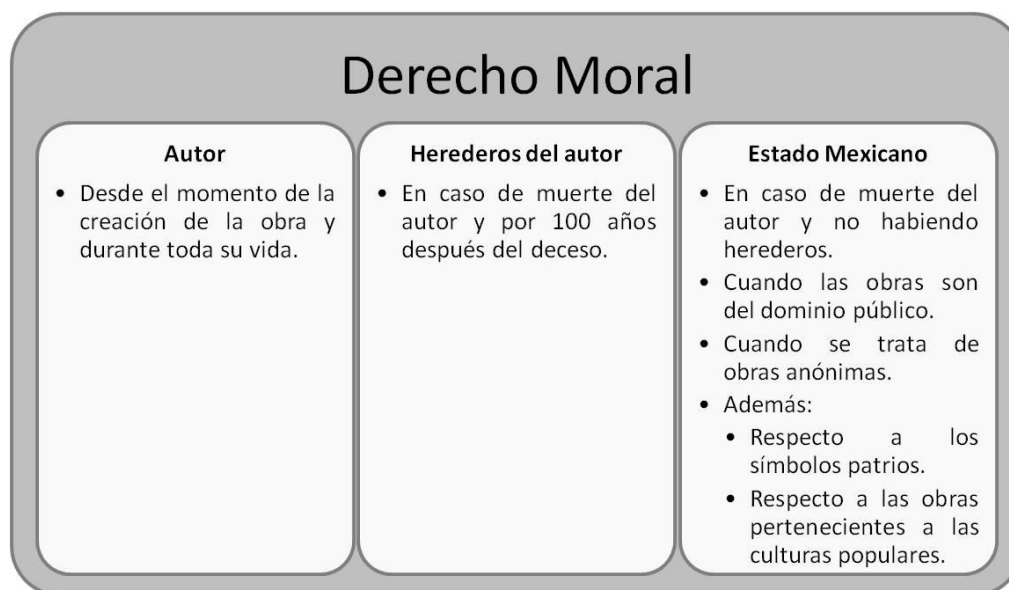 Derecho Moral
Autor
• Desde el momento de la
creación de la obra y
durante toda su vida.
Herederos del autor
• En caso de muerte del
autor y por 100 años
después del deceso.
Estado Mexicano
• En caso de muerte del
autor y no habiendo
herederos.
• Cuando las obras son
del dominio público.
• Cuando se trata de
obras anónimas.
• Además:
• Respecto a los
símbolos patrios.
• Respecto a las obras
pertenecientes a las
culturas populares.